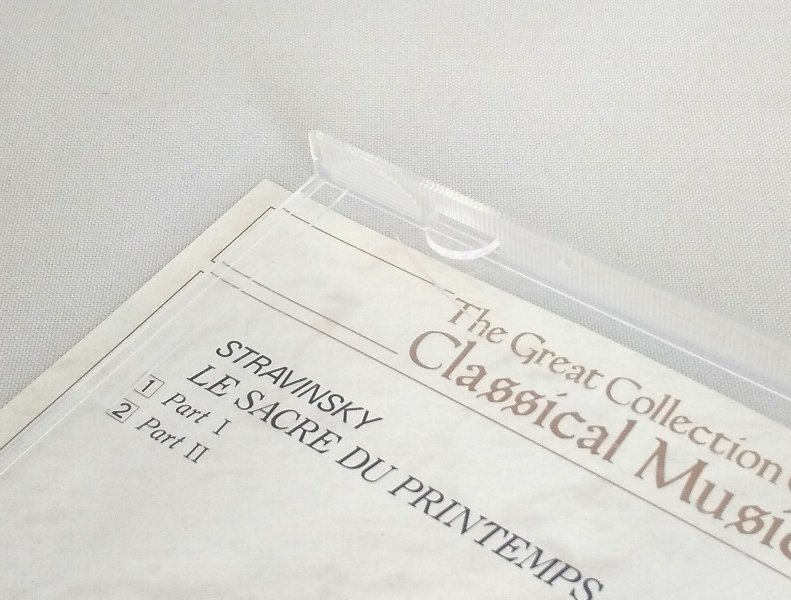 The Great Collection
Classical Music
STRAVINSKY
LE SACRE DU PRINTEMPS
1 Part I
2 Part II